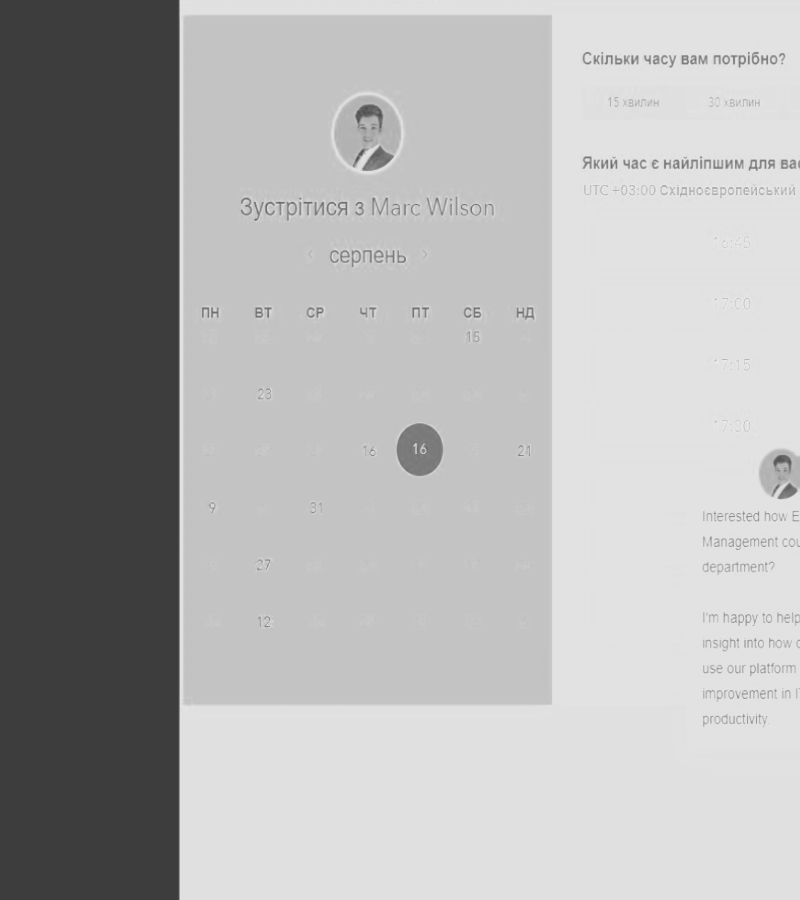 Зустрітися з Marc Wilson
< серпень >
ПН ВТ СР ЧТ ПТ СБ НД
15
23
16 16 21
9 31
27
12
Скільки часу вам потрібно?
15 хвилин 30 хвилин
Який час є найліпшим для вас
UTC +03:00 Східноєвропейський
16:45
17:00
17:15
17:30
Interested how E
Management cou
department?
I'm happy to help
insight into how o
use our platform
improvement in IT
productivity.